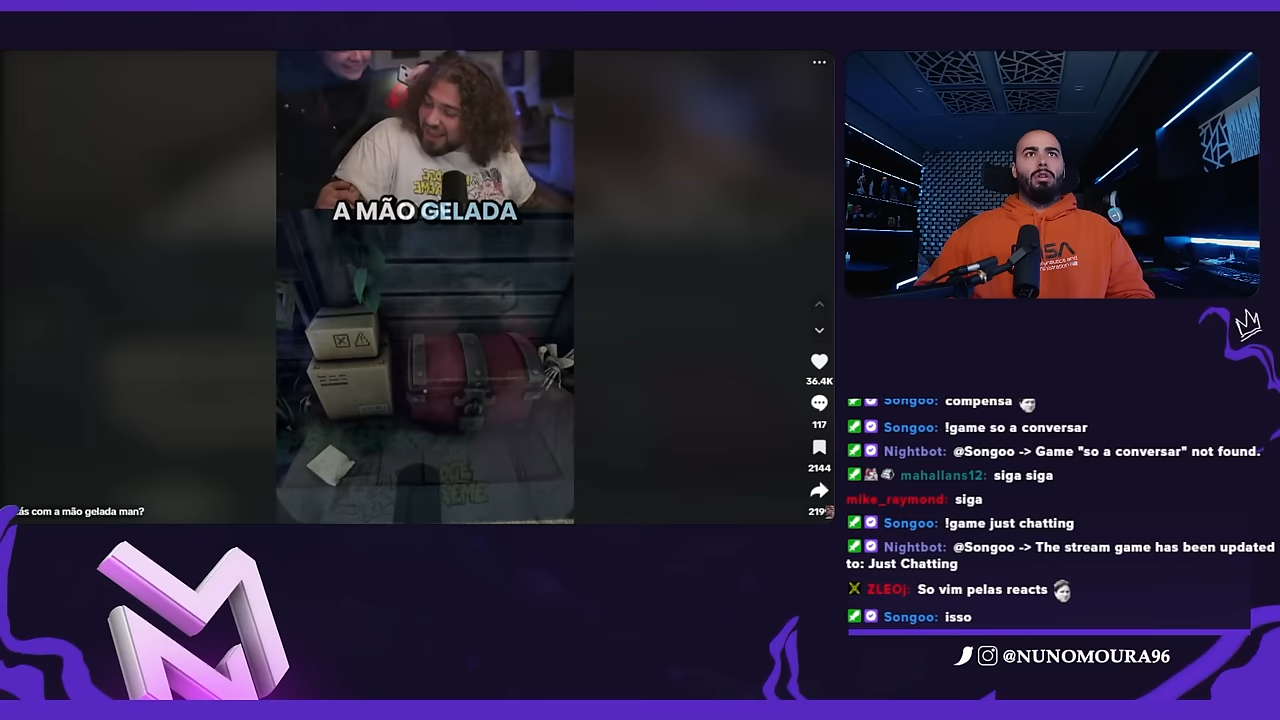 A MÃO GELADA
36.4K
117
2144
219
com a mão gelada man?
Songoo: compensa
Songoo: !game so a conversar
Nightbot: @Songoo -> Game "so a conversar" not found.
mahallans12: siga siga
mike_raymond: siga
Songoo: !game just chatting
Nightbot: @Songoo -> The stream game has been updated
to: Just Chatting
ZLEOj: So vim pelas reacts
Songoo: isso
@NUNOMOURA96